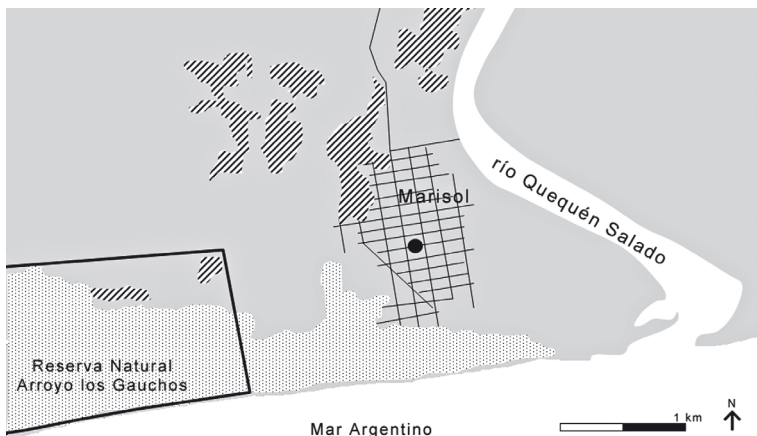 Marisol
río Quequén Salado
Reserva Natural
Arroyo los Gauchos
Mar Argentino
1 km
N